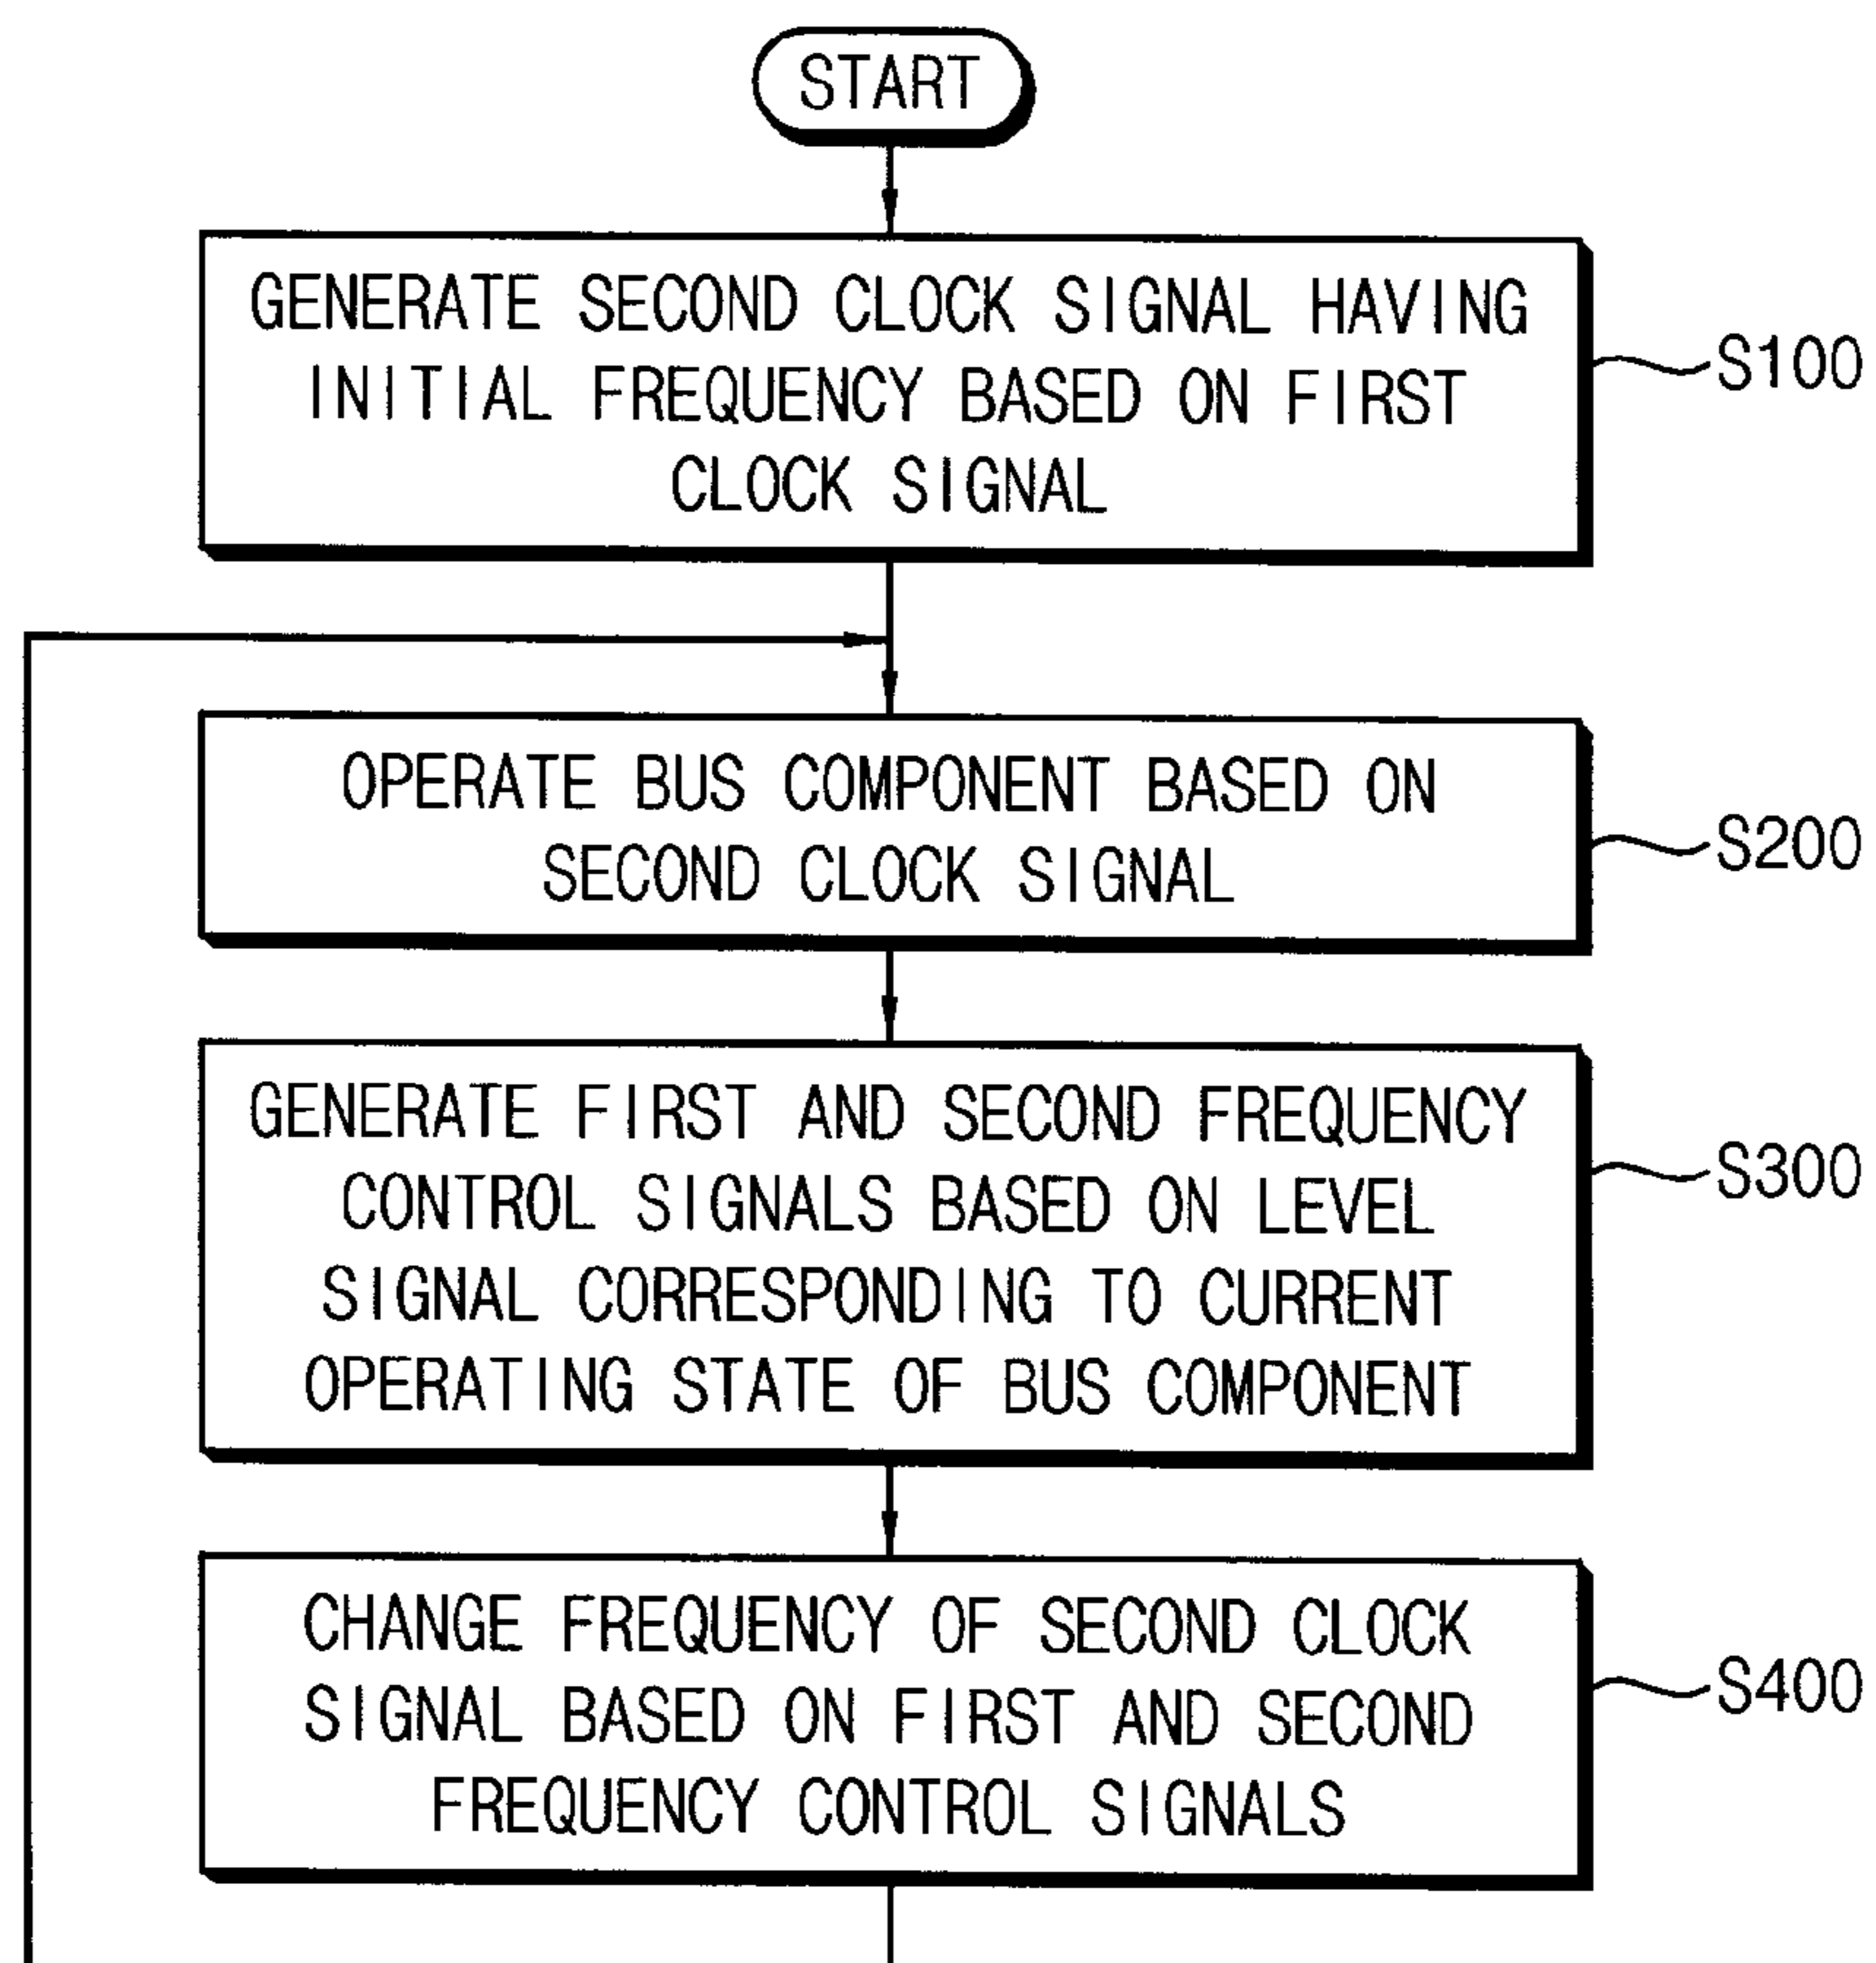 START
GENERATE SECOND CLOCK SIGNAL HAVING
INITIAL FREQUENCY BASED ON FIRST
CLOCK SIGNAL
S100
OPERATE BUS COMPONENT BASED ON
SECOND CLOCK SIGNAL
S200
GENERATE FIRST AND SECOND FREQUENCY
CONTROL SIGNALS BASED ON LEVEL
SIGNAL CORRESPONDING TO CURRENT
OPERATING STATE OF BUS COMPONENT
S300
CHANGE FREQUENCY OF SECOND CLOCK
SIGNAL BASED ON FIRST AND SECOND
FREQUENCY CONTROL SIGNALS
S400